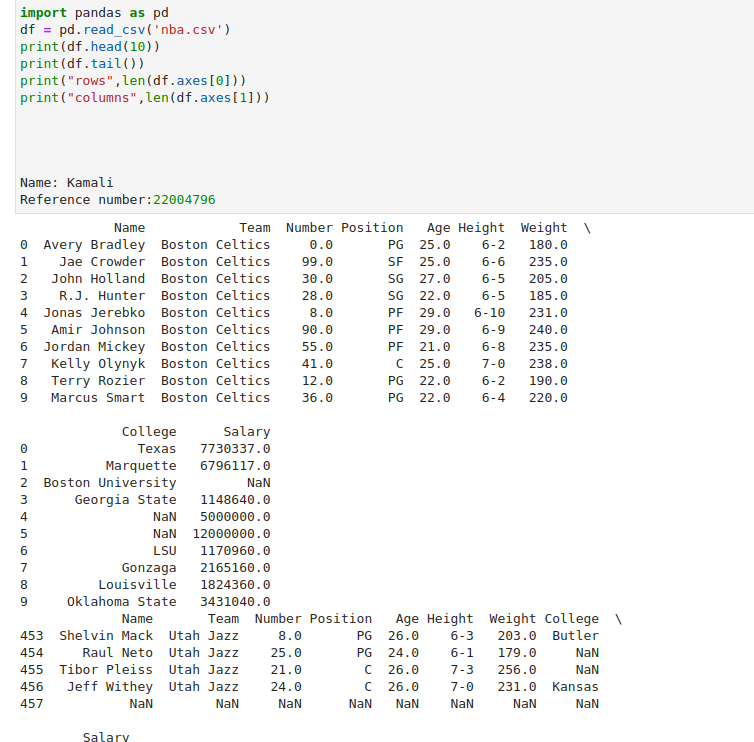 import pandas as pd
df = pd.read_csv('nba.csv')
print(df.head(10))
print(df.tail())
print("rows",len(df.axes[0]))
print("columns",len(df.axes[1]))
Name: Kamali
Reference number:22004796
Name Team Number Position Age Height Weight \
0 Avery Bradley Boston Celtics 0.0 PG 25.0 6-2 180.0
1 Jae Crowder Boston Celtics 99.0 SF 25.0 6-6 235.0
2 John Holland Boston Celtics 30.0 SG 27.0 6-5 205.0
3 R.J. Hunter Boston Celtics 28.0 SG 22.0 6-5 185.0
4 Jonas Jerebko Boston Celtics 8.0 PF 29.0 6-10 231.0
5 Amir Johnson Boston Celtics 90.0 PF 29.0 6-9 240.0
6 Jordan Mickey Boston Celtics 55.0 PF 21.0 6-8 235.0
7 Kelly Olynyk Boston Celtics 41.0 C 25.0 7-0 238.0
8 Terry Rozier Boston Celtics 12.0 PG 22.0 6-2 190.0
9 Marcus Smart Boston Celtics 36.0 PG 22.0 6-4 220.0
College Salary
0 Texas 7730337.0
1 Marquette 6796117.0
2 Boston University NaN
3 Georgia State 1148640.0
4 NaN 5000000.0
5 NaN 12000000.0
6 LSU 1170960.0
7 Gonzaga 2165160.0
8 Louisville 1824360.0
9 Oklahoma State 3431040.0
Name Team Number Position Age Height Weight College \
453 Shelvin Mack Utah Jazz 8.0 PG 26.0 6-3 203.0 Butler
454 Raul Neto Utah Jazz 25.0 PG 24.0 6-1 179.0 NaN
455 Tibor Pleiss Utah Jazz 21.0 C 26.0 7-3 256.0 NaN
456 Jeff Withey Utah Jazz 24.0 C 26.0 7-0 231.0 Kansas
457 NaN NaN NaN NaN NaN NaN NaN NaN
Salary